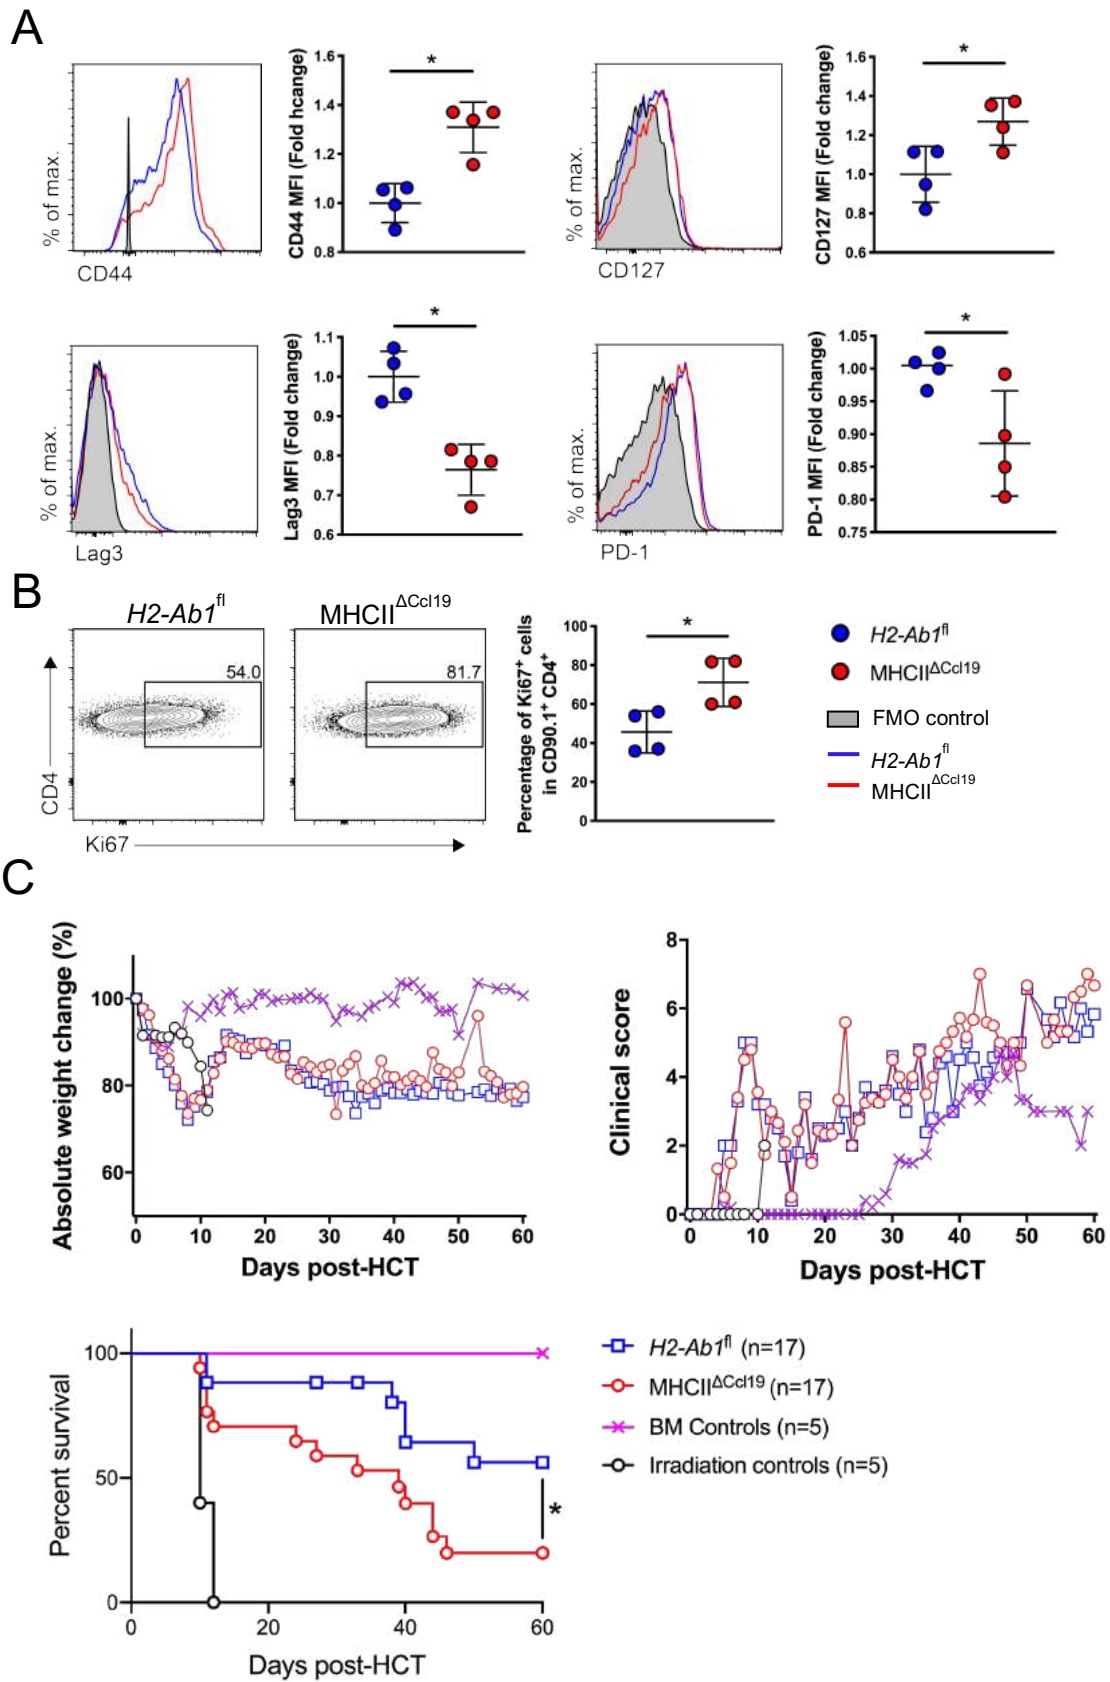 A
% of max.
CD44
CD44 MFI (Fold hcange)
1.6
1.4
1.2
1.0
0.8
*
% of max.
CD127
CD127 MFI (Fold change)
1.6
1.4
1.2
1.0
0.8
0.6
*
% of max.
Lag3
Lag3 MFI (Fold change)
1.1
1.0
0.9
0.8
0.7
0.6
*
% of max.
PD-1
PD-1 MFI (Fold change)
1.05
1.00
0.95
0.90
0.85
0.80
0.75
*
B
H2-Ab1fl
54.0
MHCIIΔCcl19
81.7
CD4
Ki67
Percentage of Ki67+ cells
in CD90.1+ CD4+
100
80
60
40
20
0
*
H2-Ab1fl
MHCIIΔCcl19
FMO control
H2-Ab1fl
MHCIIΔCcl19
C
Absolute weight change (%)
100
80
60
0 10 20 30 40 50 60
Days post-HCT
Clinical score
8
6
4
2
0
0 10 20 30 40 50 60
Days post-HCT
Percent survival
100
50
0
0 20 40 60
Days post-HCT
*
H2-Ab1fl (n=17)
MHCIIΔCcl19 (n=17)
BM Controls (n=5)
Irradiation controls (n=5)